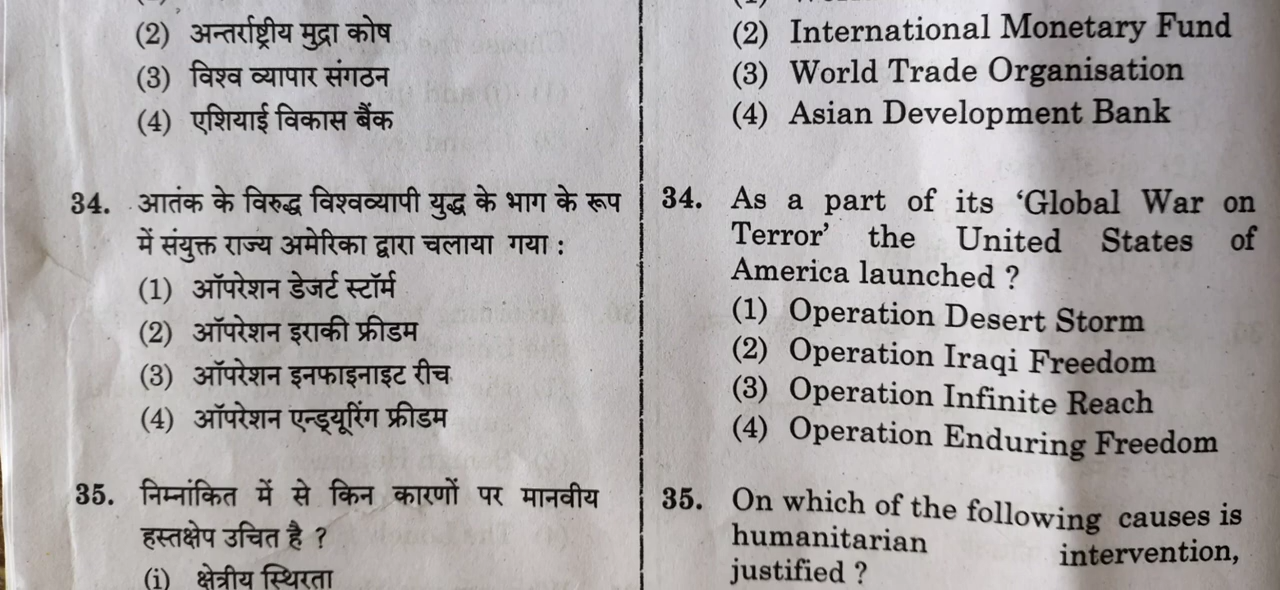 (2) अन्तर्राष्ट्रीय मुद्रा कोष
(3) विश्व व्यापार संगठन
(4) एशियाई विकास बैंक
34. आतंक के विरुद्ध विश्वव्यापी युद्ध के भाग के रूप
में संयुक्त राज्य अमेरिका द्वारा चलाया गया :
(1) ऑपरेशन डेजर्ट स्टॉर्म
(2) ऑपरेशन इराकी फ्रीडम
(3) ऑपरेशन इनफाइनाइट रीच
(4) ऑपरेशन एन्ड्यूरिंग फ्रीडम
35. निम्नांकित में से किन कारणों पर मानवीय
हस्तक्षेप उचित है ?
(i) क्षेत्रीय स्थिरता
(2) International Monetary Fund
(3) World Trade Organisation
(4) Asian Development Bank
34. As a part of its ‘Global War on
Terror’ the United States of
America launched ?
(1) Operation Desert Storm
(2) Operation Iraqi Freedom
(3) Operation Infinite Reach
(4) Operation Enduring Freedom
35. On which of the following causes is
humanitarian intervention,
justified ?